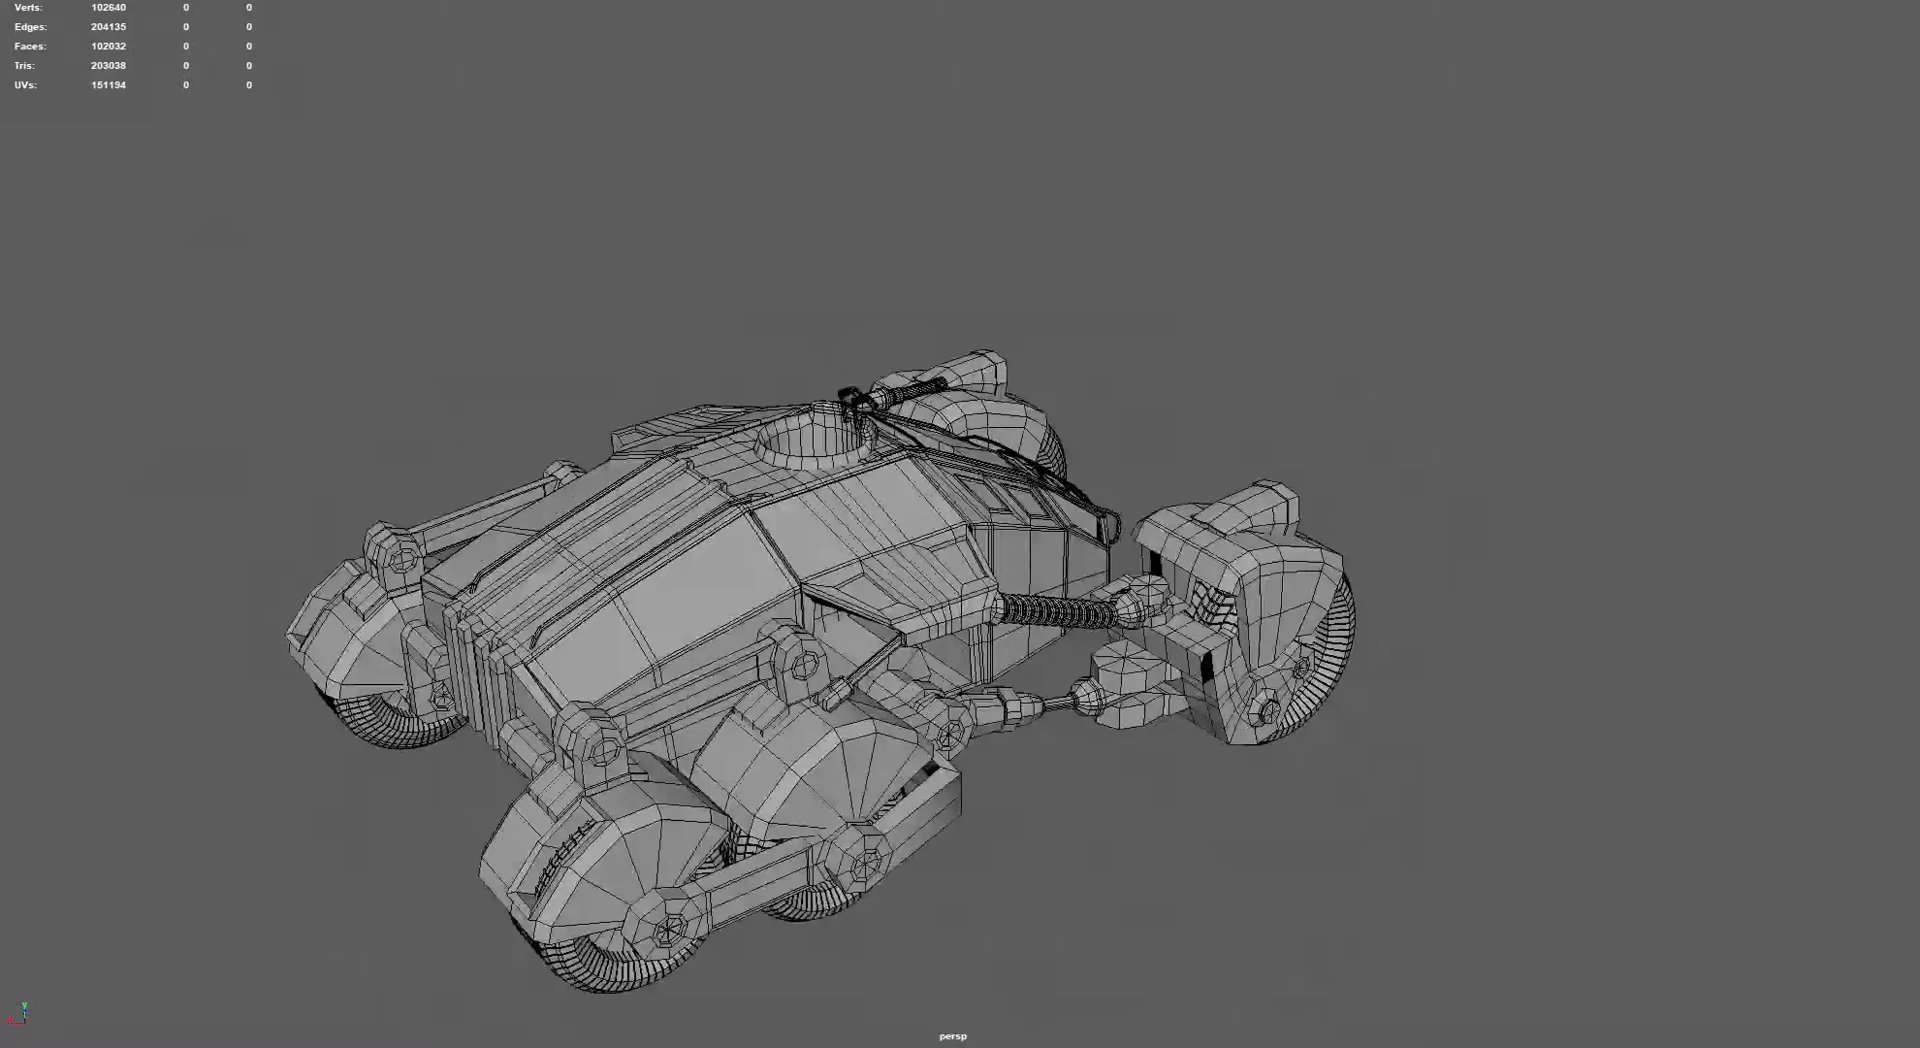 Verts: 102640 0 0
Edges: 204135 0 0
Faces: 102032 0 0
Tris: 203038 0 0
UVs: 151194 0 0
y
persp